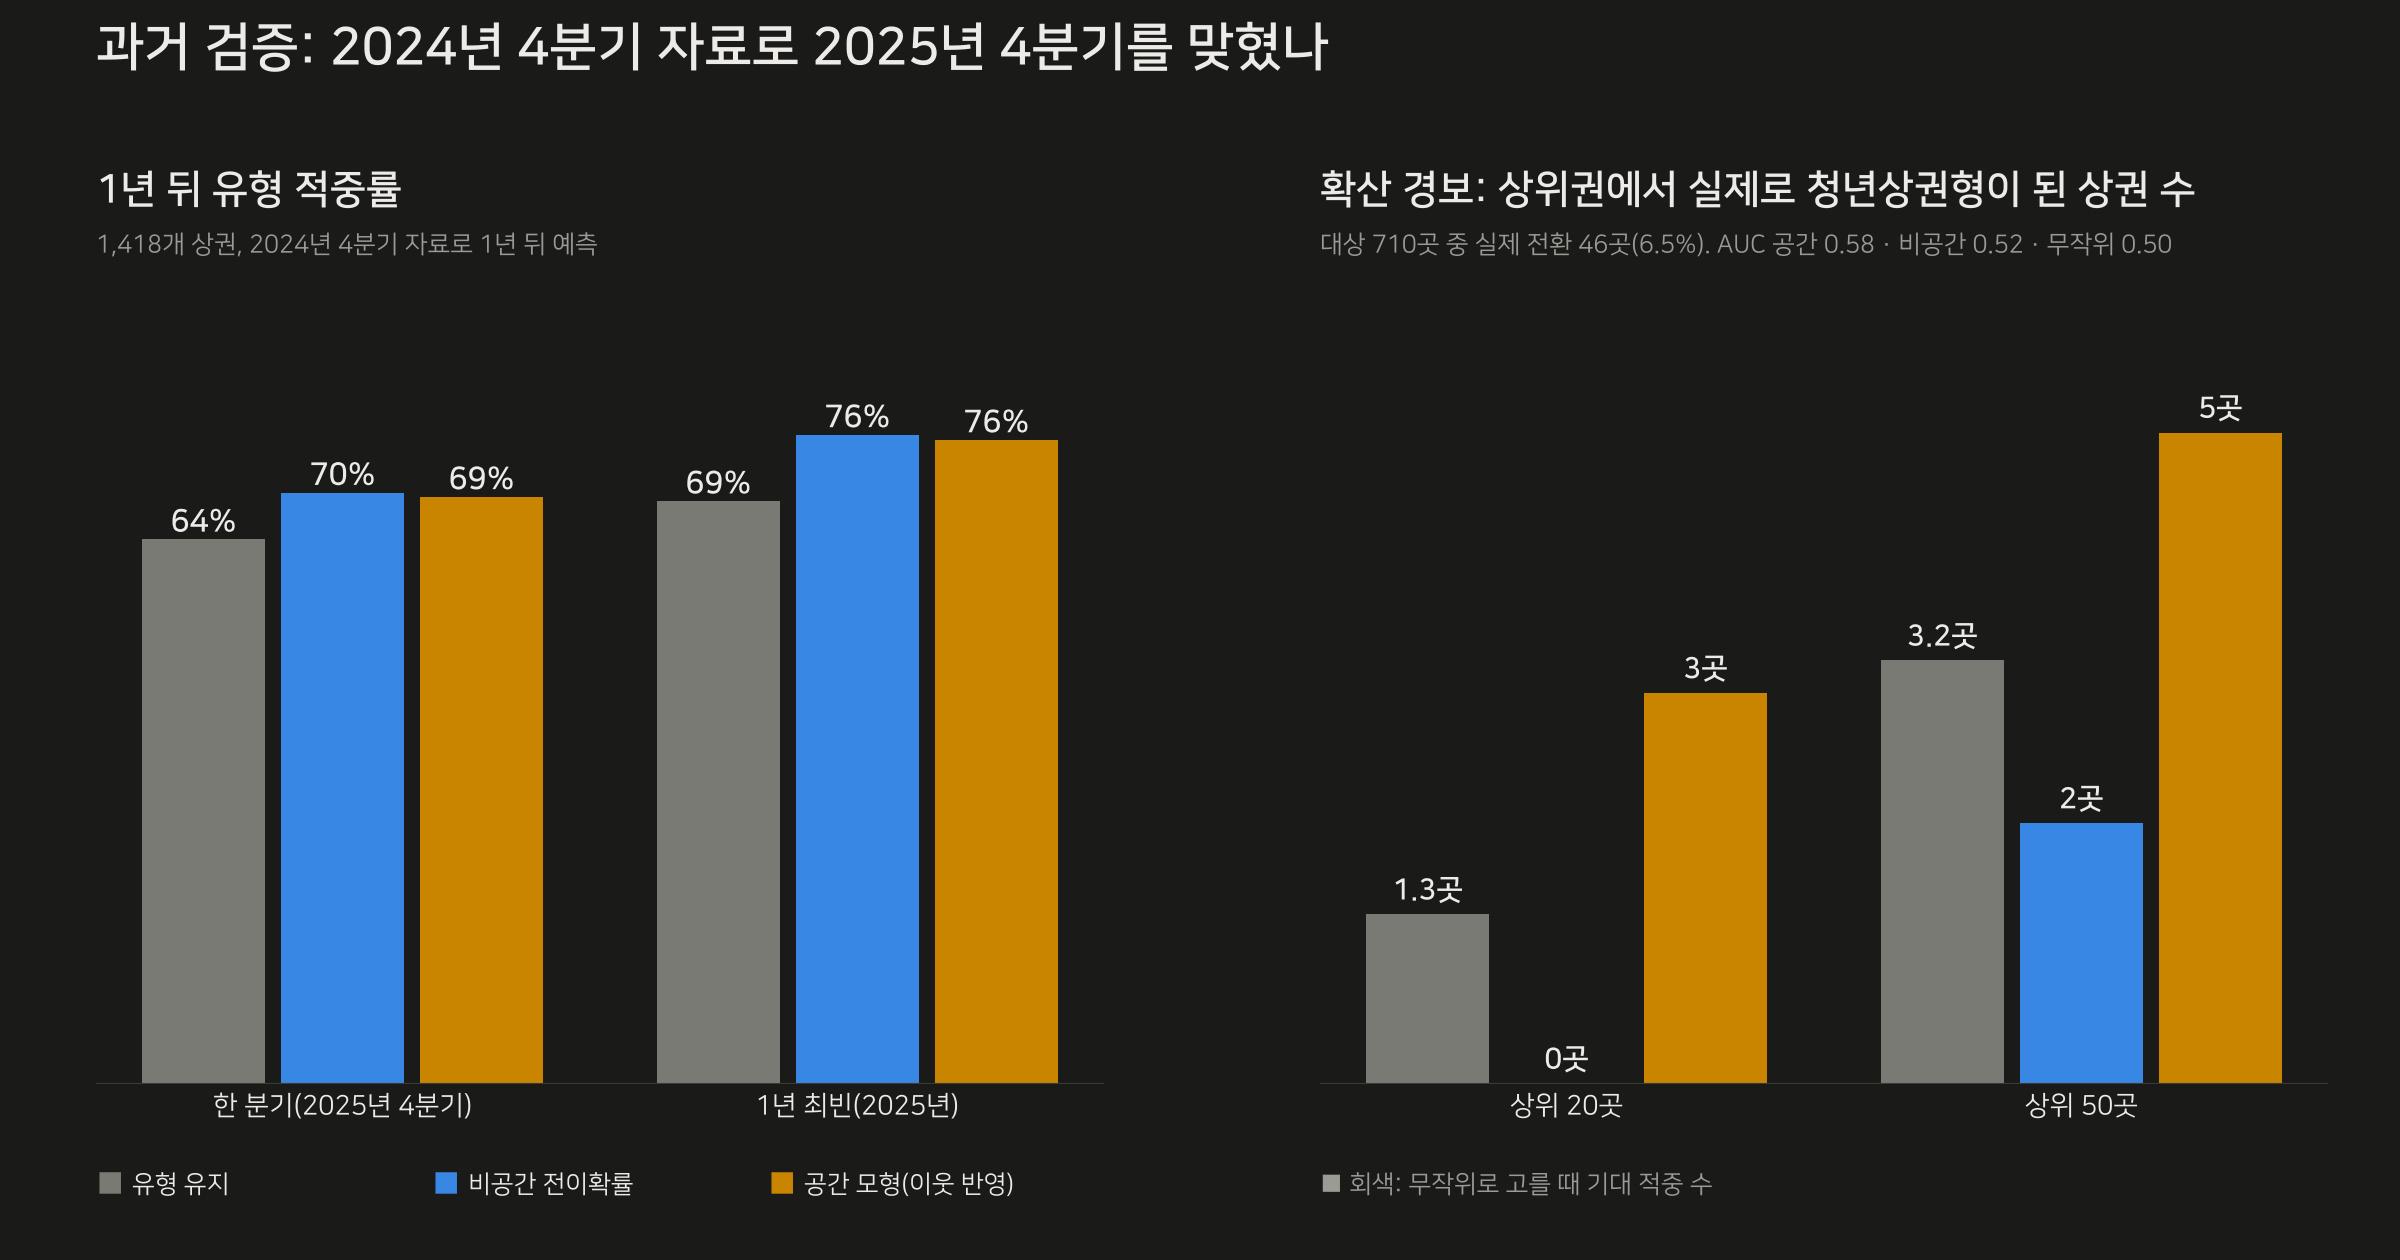 과거 검증: 2024년 4분기 자료로 2025년 4분기를 맞혔나
1년 뒤 유형 적중률
1,418개 상권, 2024년 4분기 자료로 1년 뒤 예측
64%
70%
69%
69%
76%
76%
한 분기(2025년 4분기)
1년 최빈(2025년)
유형 유지
비공간 전이확률
공간 모형(이웃 반영)
확산 경보: 상위권에서 실제로 청년상권형이 된 상권 수
대상 710곳 중 실제 전환 46곳(6.5%). AUC 공간 0.58 · 비공간 0.52 · 무작위 0.50
1.3곳
0곳
3곳
3.2곳
2곳
5곳
상위 20곳
상위 50곳
회색: 무작위로 고를 때 기대 적중 수